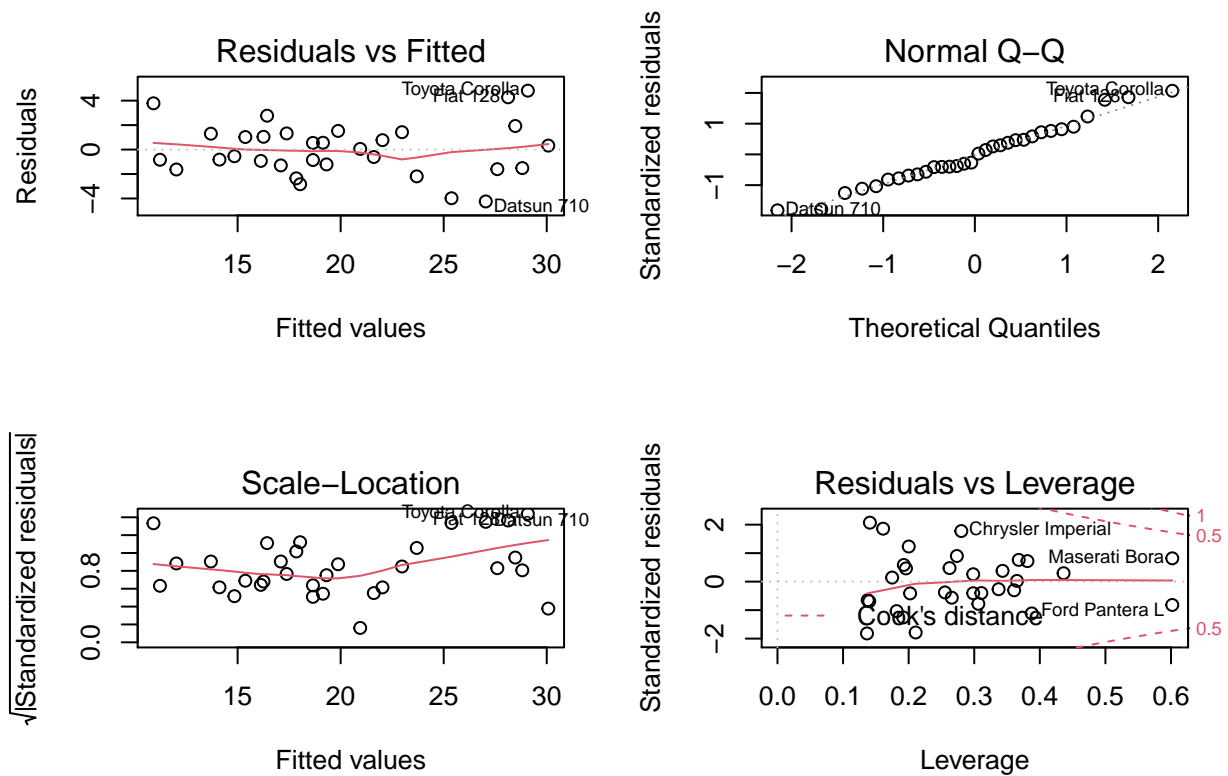 Residuals vs Fitted
Residuals
4
0
−4
Toyota Corolla
Fiat 128
Datsun 710
15 20 25 30
Fitted values
Normal Q−Q
Standardized residuals
1
−1
Toyota Corolla
Fiat 128
Datsun 710
−2 −1 0 1 2
Theoretical Quantiles
Scale−Location
√|Standardized residuals|
0.8
0.0
Toyota Corolla
Fiat 128
Datsun 710
15 20 25 30
Fitted values
Residuals vs Leverage
Standardized residuals
2
0
−2
Chrysler Imperial
Maserati Bora
Ford Pantera L
Cook's distance
1
0.5
0.5
0.0 0.1 0.2 0.3 0.4 0.5 0.6
Leverage